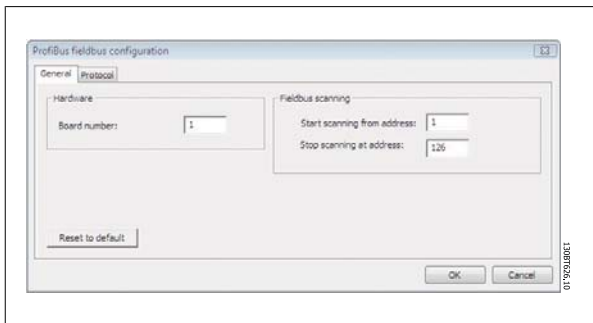 ProfiBus fieldbus configuration
General Protocol
Hardware
Board number: 1
Fieldbus scanning
Start scanning from address: 1
Stop scanning at address: 126
Reset to default
OK Cancel
130BT626.10